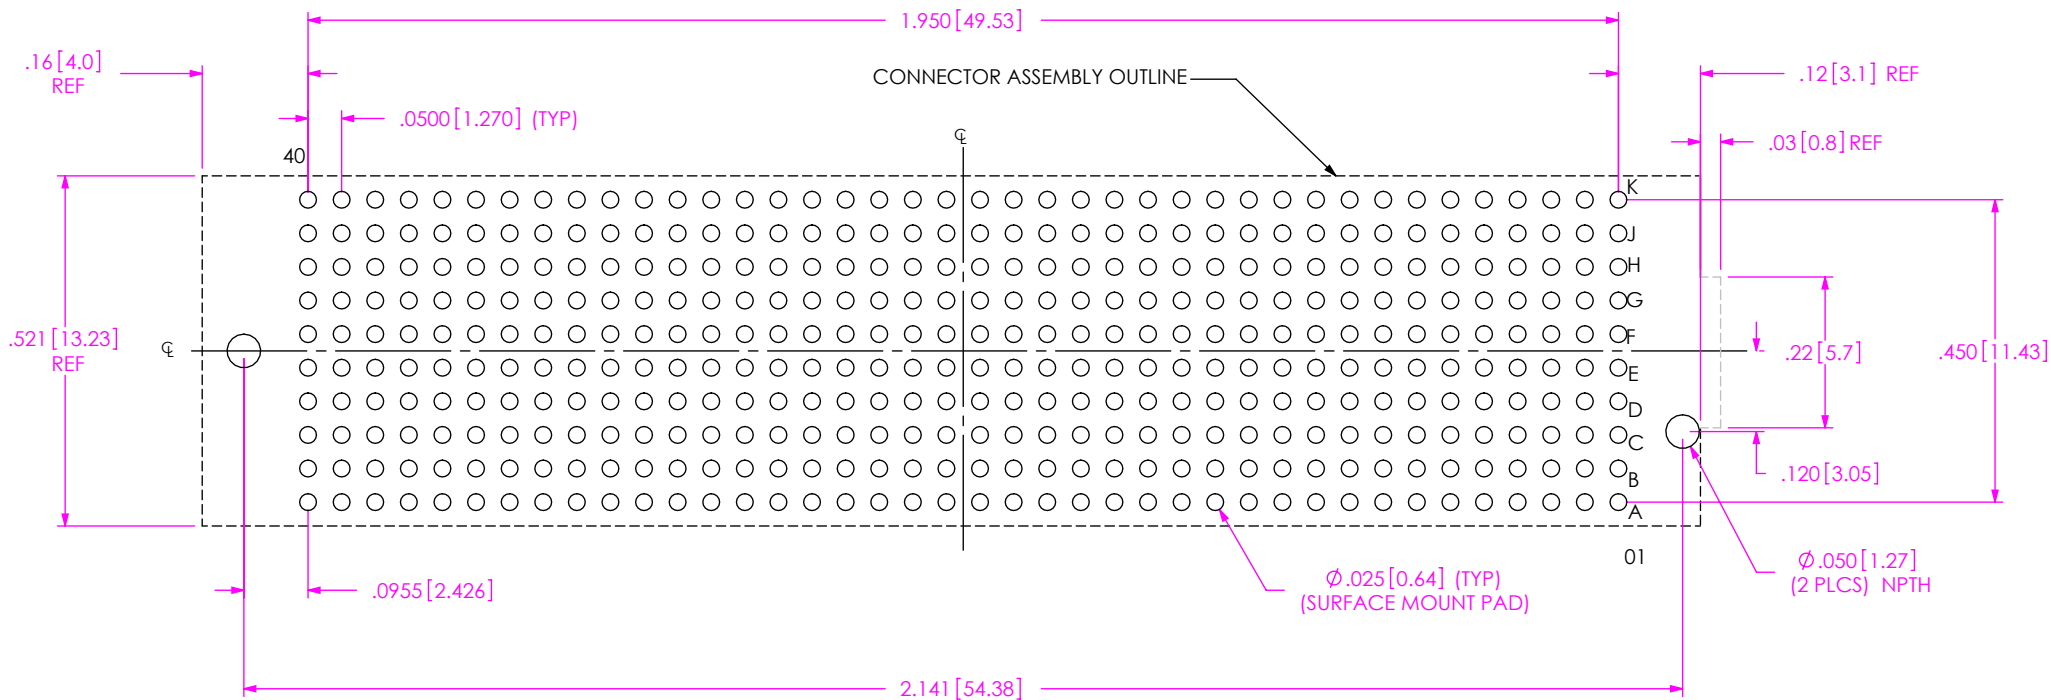 1.950[49.53]
.16[4.0]
REF
CONNECTOR ASSEMBLY OUTLINE
.12[3.1] REF
.0500[1.270] (TYP)
℄
.03[0.8] REF
40
K
J
H
G
.521[13.23]
REF
℄
F
.22[5.7]
.450[11.43]
E
D
C
B
.120[3.05]
A
01
Ø.050[1.27]
(2 PLCS) NPTH
Ø.025[0.64] (TYP)
(SURFACE MOUNT PAD)
.0955[2.426]
2.141[54.38]